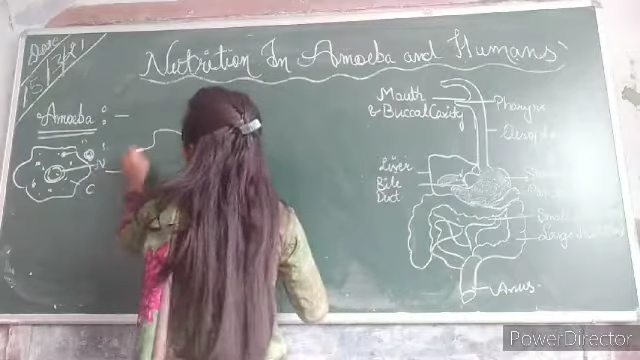 Date
15/3/21
Nutrition In Amoeba and Humans
Amoeba :-
N
C
Mouth
& Buccal Cavity
Pharynx
Liver
Bile
Duct
Anus
PowerDirector